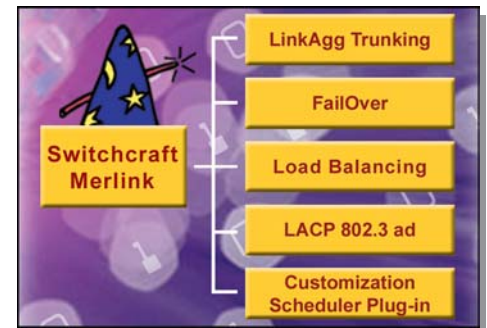 Switchcraft
Merlink
LinkAgg Trunking
FailOver
Load Balancing
LACP 802.3 ad
Customization
Scheduler Plug-in